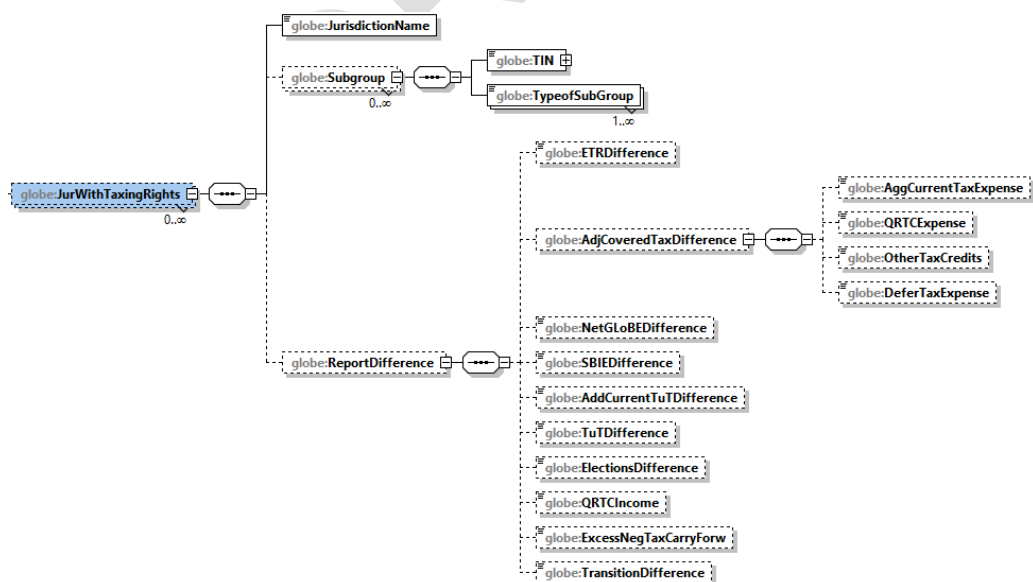 globe:JurisdictionName
globe:Subgroup
0..∞
globe:TIN
globe:TypeofSubGroup
1..∞
globe:JurWithTaxingRights
0..∞
globe:ReportDifference
globe:ETRDifference
globe:AdjCoveredTaxDifference
globe:AggCurrentTaxExpense
globe:QRTCExpense
globe:OtherTaxCredits
globe:DeferTaxExpense
globe:NetGLoBEDifference
globe:SBIEDifference
globe:AddCurrentTuTDifference
globe:TuTDifference
globe:ElectionsDifference
globe:QRTCIncome
globe:ExcessNegTaxCarryForw
globe:TransitionDifference